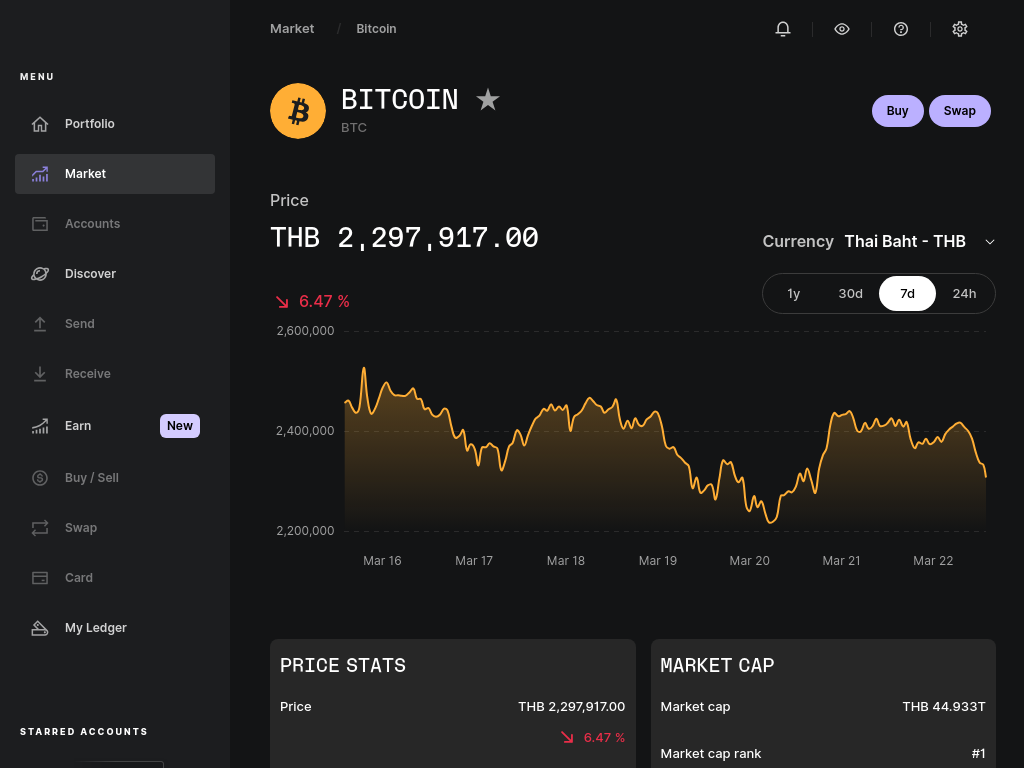 Market / Bitcoin
MENU
Portfolio
Market
Accounts
Discover
Send
Receive
Earn New
Buy / Sell
Swap
Card
My Ledger
STARRED ACCOUNTS
BITCOIN
BTC
Buy Swap
Price
THB 2,297,917.00
Currency Thai Baht - THB
6.47 %
1y 30d 7d 24h
2,600,000
2,400,000
2,200,000
Mar 16 Mar 17 Mar 18 Mar 19 Mar 20 Mar 21 Mar 22
PRICE STATS
Price THB 2,297,917.00
6.47 %
MARKET CAP
Market cap THB 44.933T
Market cap rank #1